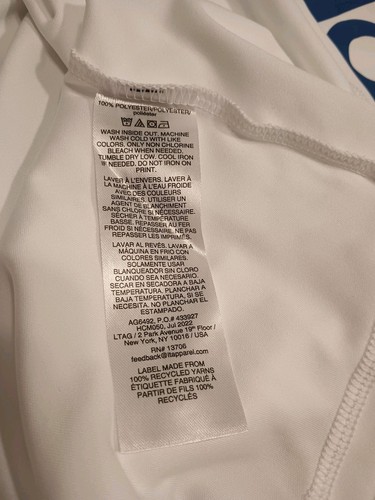 100% POLYESTER/POLYESTER/
poliéster
WASH INSIDE OUT. MACHINE
WASH COLD WITH LIKE
COLORS. ONLY NON CHLORINE
BLEACH WHEN NEEDED.
TUMBLE DRY LOW. COOL IRON
IF NEEDED. DO NOT IRON ON
PRINT.
LAVER À L'ENVERS. LAVER À
LA MACHINE À L'EAU FROIDE
AVEC DES COULEURS
SIMILAIRES. UTILISER UN
AGENT DE BLANCHIMENT
SANS CHLORE SI NÉCESSAIRE.
SÉCHER À TEMPÉRATURE
BASSE. REPASSER AU FER
FROID SI NÉCESSAIRE. NE PAS
REPASSER LES IMPRIMÉS.
LAVAR AL REVÉS. LAVAR A
MÁQUINA EN FRIO CON
COLORES SIMILARES.
SOLAMENTE USAR
BLANQUEADOR SIN CLORO
CUANDO SEA NECESARIO.
SECAR EN SECADORA A BAJA
TEMPERATURA, PLANCHAR A
BAJA TEMPERATURA, SI SE
NECESITA. NO PLANCHAR EL
ESTAMPADO.
AG6492, P.O.# 433927
HCM050, Jul 2022
LTAG / 2 Park Avenue 19th Floor /
New York, NY 10016 / USA
RN# 13706
feedback@ltapparel.com
LABEL MADE FROM
100% RECYCLED YARNS
ÉTIQUETTE FABRIQUÉ À
PARTIR DE FILS 100%
RECYCLÉS